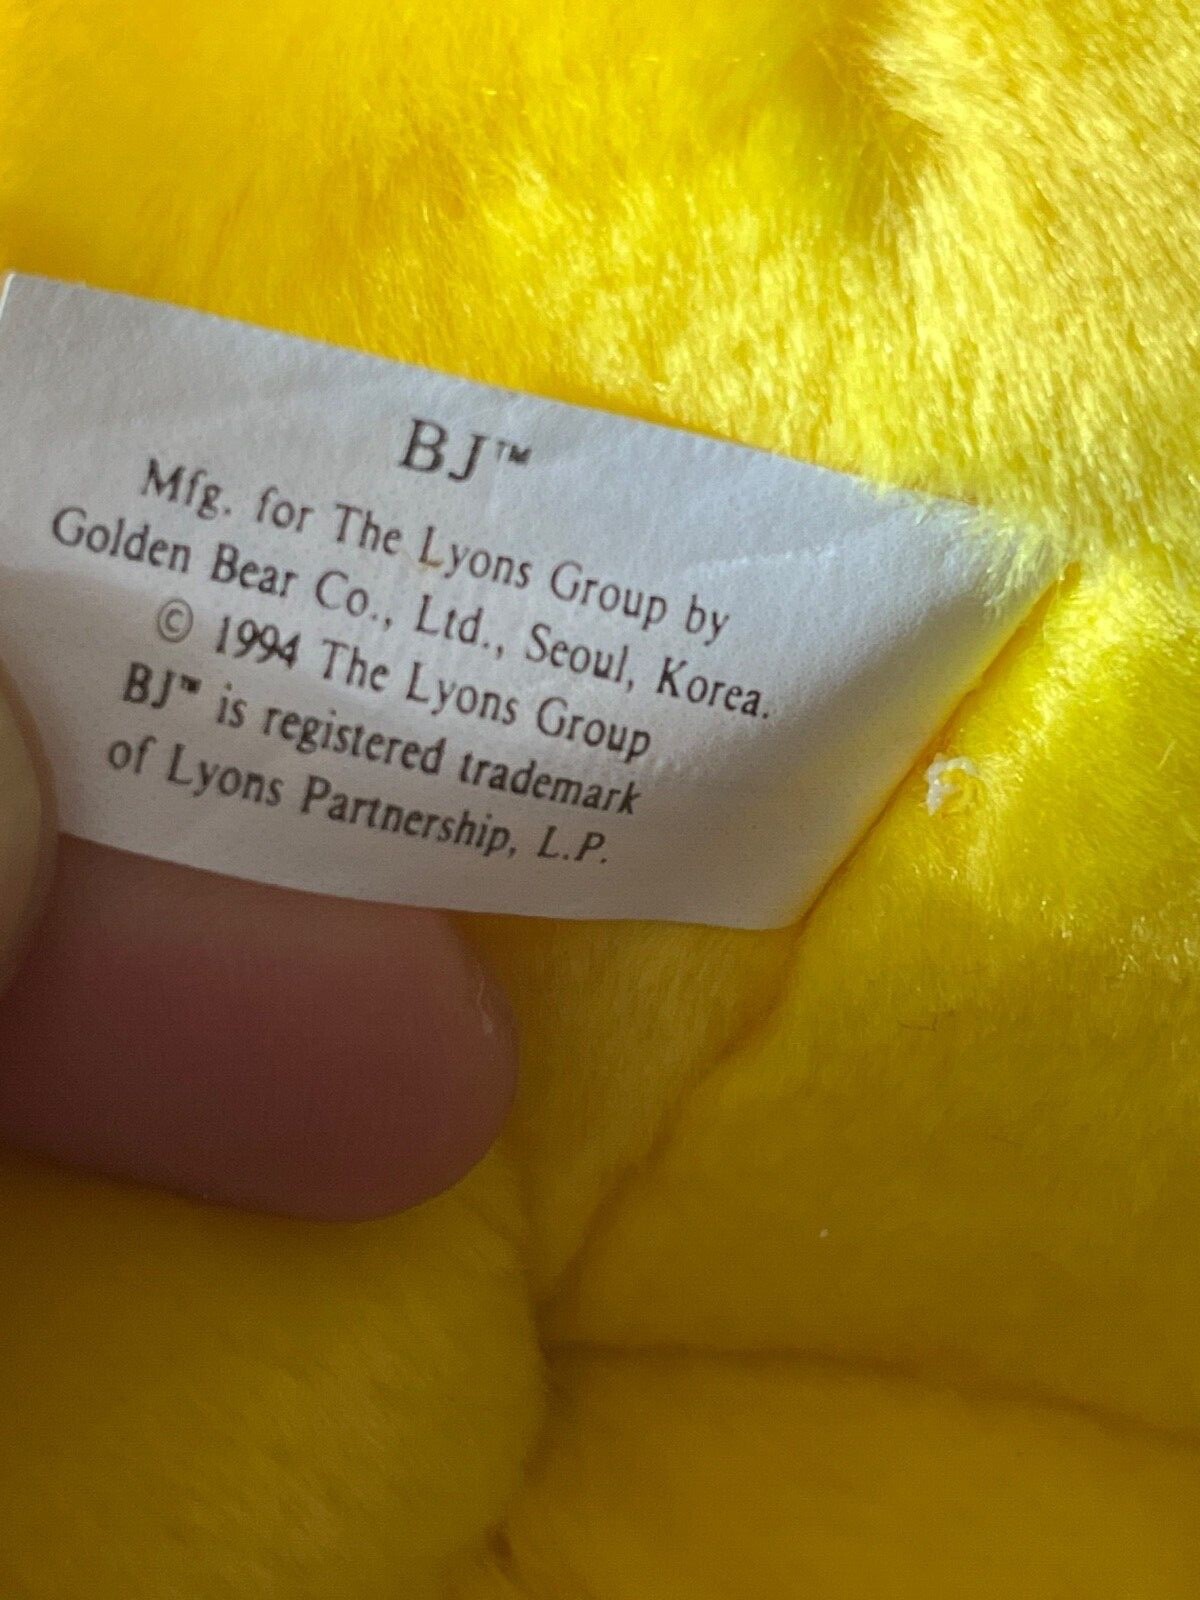 BJ™
Mfg. for The Lyons Group by
Golden Bear Co., Ltd., Seoul, Korea.
© 1994 The Lyons Group
BJ™ is registered trademark
of Lyons Partnership, L.P.